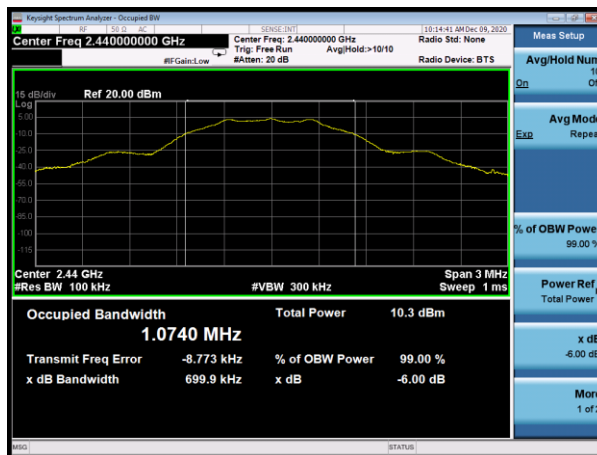 Keysight Spectrum Analyzer - Occupied BW
RF 50 Ω AC SENSE:INT 10:14:41 AM Dec 09, 2020
Center Freq 2.440000000 GHz
Center Freq: 2.440000000 GHz
Radio Std: None
Trig: Free Run Avg|Hold:>10/10
#IFGain:Low
#Atten: 20 dB
Radio Device: BTS
15 dB/div Ref 20.00 dBm
Log
5.00
-10.0
-25.0
-40.0
-55.0
-70.0
-85.0
-100
-115
Center 2.44 GHz
Span 3 MHz
#Res BW 100 kHz
#VBW 300 kHz
Sweep 1 ms
Occupied Bandwidth
1.0740 MHz
Total Power 10.3 dBm
Transmit Freq Error -8.773 kHz
% of OBW Power 99.00 %
x dB Bandwidth 699.9 kHz
x dB -6.00 dB
MSG
STATUS
Meas Setup
Avg/Hold Num
10
On Of
Avg Mode
Exp Repea
% of OBW Powe
99.00 %
Power Ref
Total Power
x dB
-6.00 dB
More
1 of 2